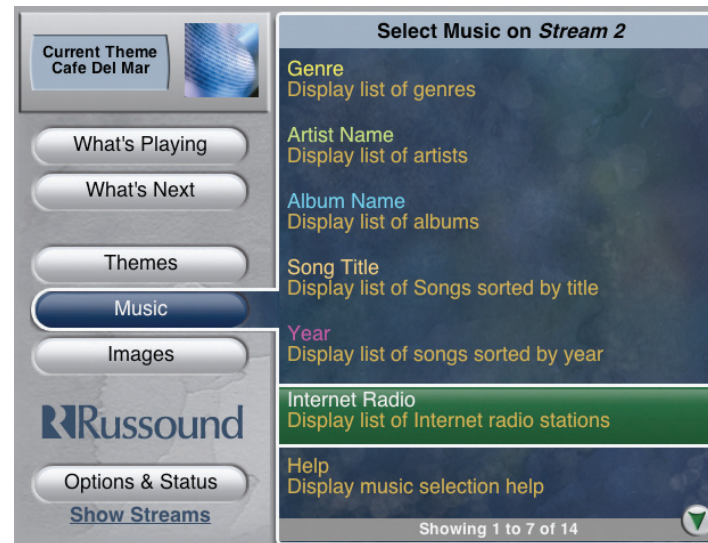 Current Theme
Cafe Del Mar
What's Playing
What's Next
Themes
Music
Images
Russound
Options & Status
Show Streams
Select Music on Stream 2
Genre
Display list of genres
Artist Name
Display list of artists
Album Name
Display list of albums
Song Title
Display list of Songs sorted by title
Year
Display list of songs sorted by year
Internet Radio
Display list of Internet radio stations
Help
Display music selection help
Showing 1 to 7 of 14